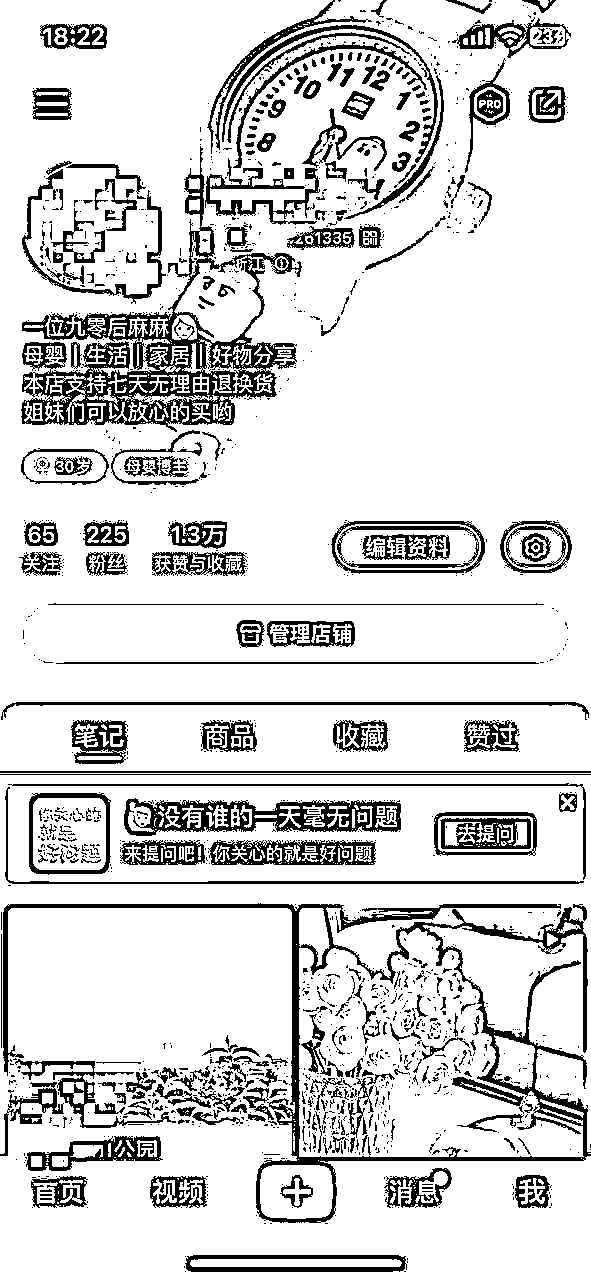 18:22
23
11 12
10
9
8
1
2
3
PRO
261335
浙江
一位九零后麻麻
母婴 | 生活 | 家居 | 好物分享
本店支持七天无理由退换货
姐妹们可以放心的买哟
30岁 母婴博主
65 225 1.3万
关注 粉丝 获赞与收藏
编辑资料
管理店铺
笔记 商品 收藏 赞过
你关心的
就是
好问题
没有谁的一天毫无问题
来提问吧！你关心的就是好问题
去提问
公园
首页 视频 消息 我